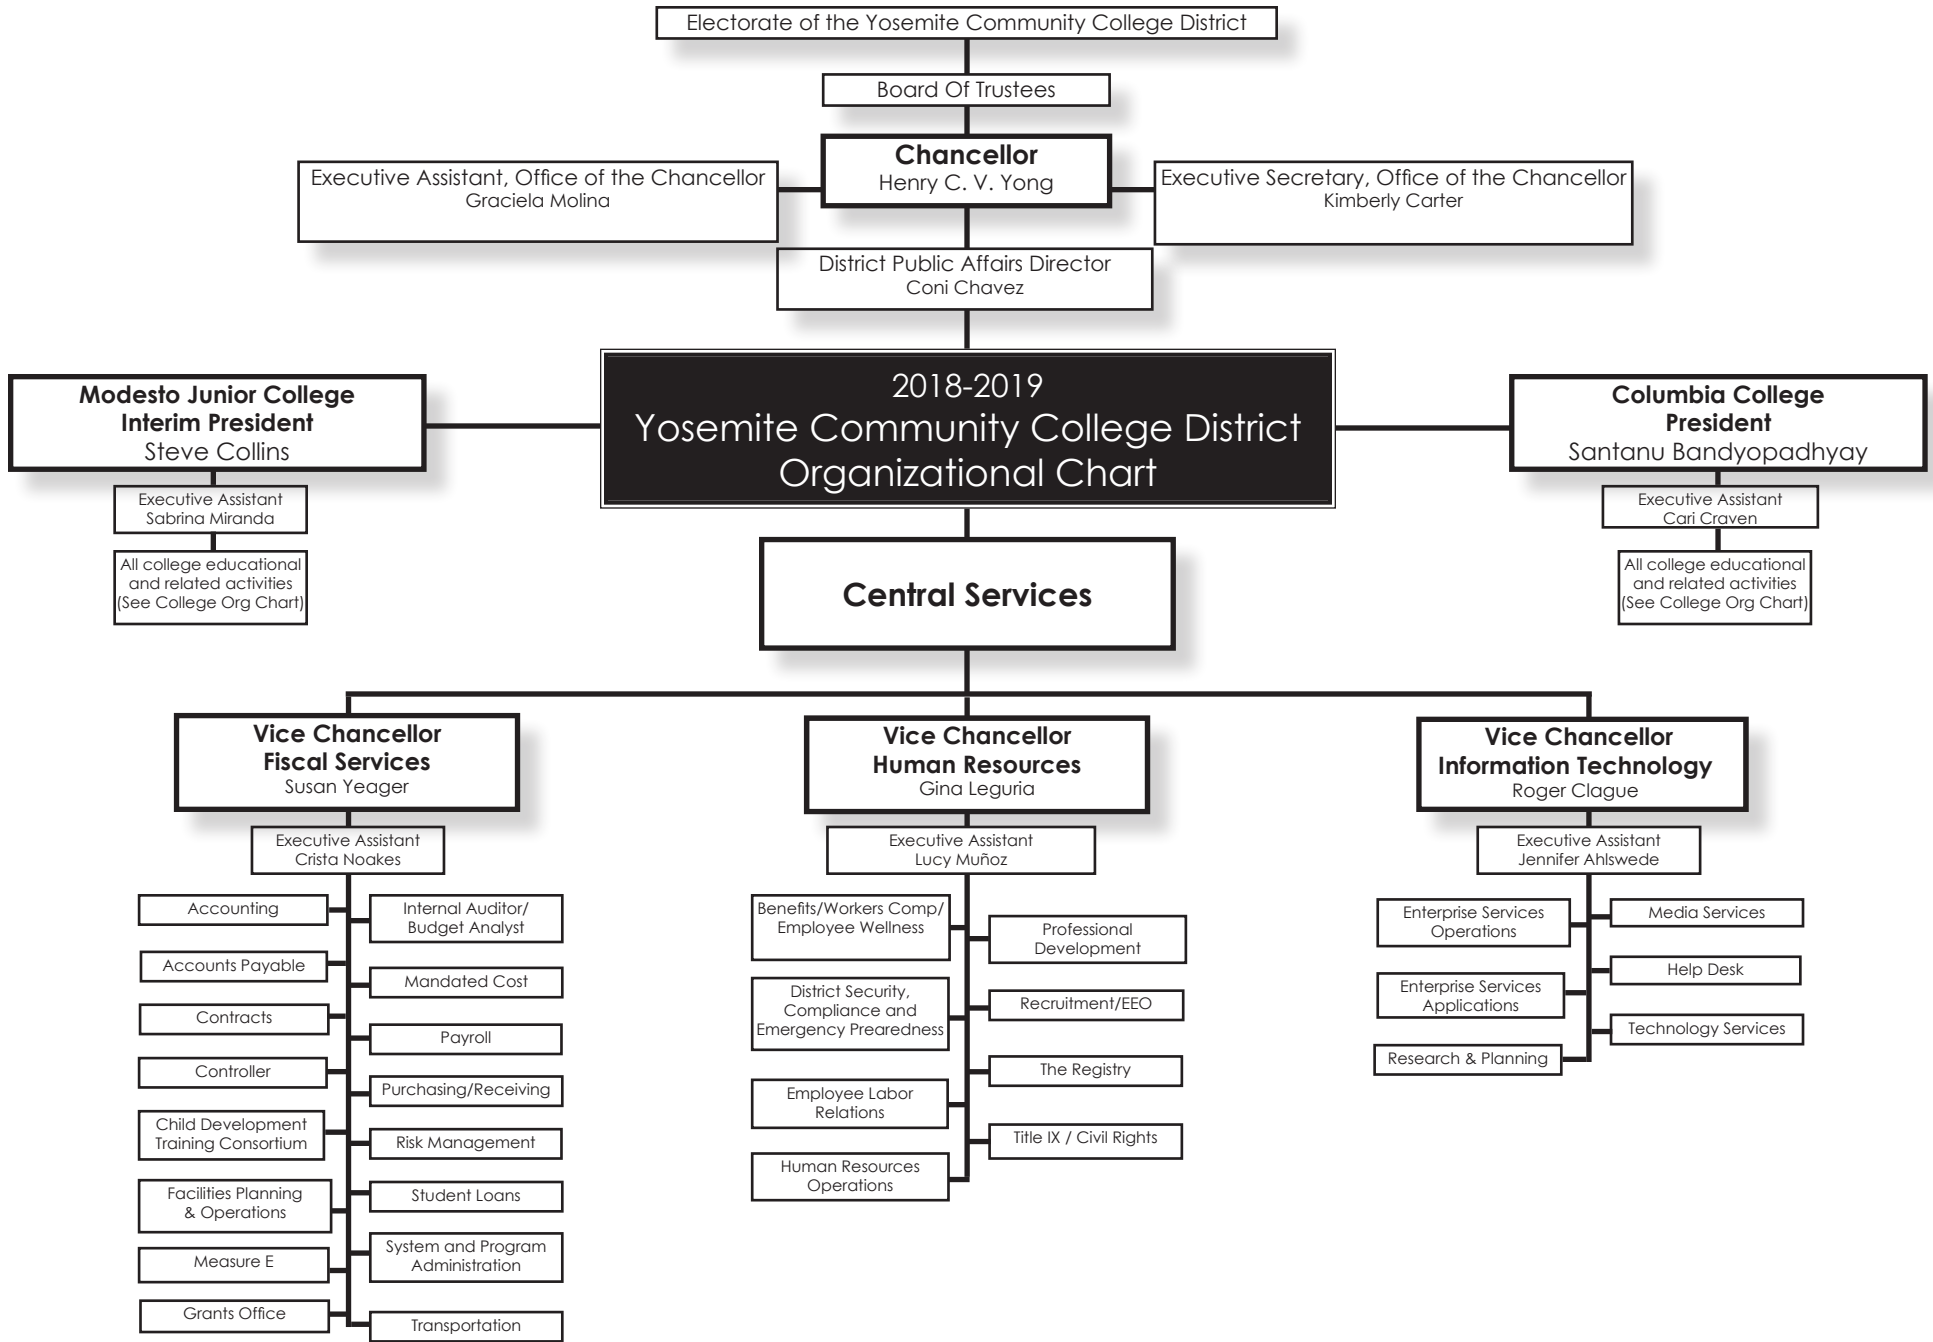 Electorate of the Yosemite Community College District
Board Of Trustees
Chancellor
Henry C. V. Yong
Executive Assistant, Office of the Chancellor
Graciela Molina
Executive Secretary, Office of the Chancellor
Kimberly Carter
District Public Affairs Director
Coni Chavez
2018-2019
Yosemite Community College District
Organizational Chart
Modesto Junior College
Interim President
Steve Collins
Executive Assistant
Sabrina Miranda
All college educational
and related activities
(See College Org Chart)
Columbia College
President
Santanu Bandyopadhyay
Executive Assistant
Cari Craven
All college educational
and related activities
(See College Org Chart)
Central Services
Vice Chancellor
Fiscal Services
Susan Yeager
Executive Assistant
Crista Noakes
Accounting
Accounts Payable
Contracts
Controller
Child Development
Training Consortium
Facilities Planning
& Operations
Measure E
Grants Office
Internal Auditor/
Budget Analyst
Mandated Cost
Payroll
Purchasing/Receiving
Risk Management
Student Loans
System and Program
Administration
Transportation
Vice Chancellor
Human Resources
Gina Leguria
Executive Assistant
Lucy Muñoz
Benefits/Workers Comp/
Employee Wellness
District Security,
Compliance and
Emergency Prearedness
Employee Labor
Relations
Human Resources
Operations
Professional
Development
Recruitment/EEO
The Registry
Title IX / Civil Rights
Vice Chancellor
Information Technology
Roger Clague
Executive Assistant
Jennifer Ahlswede
Enterprise Services
Operations
Enterprise Services
Applications
Research & Planning
Media Services
Help Desk
Technology Services